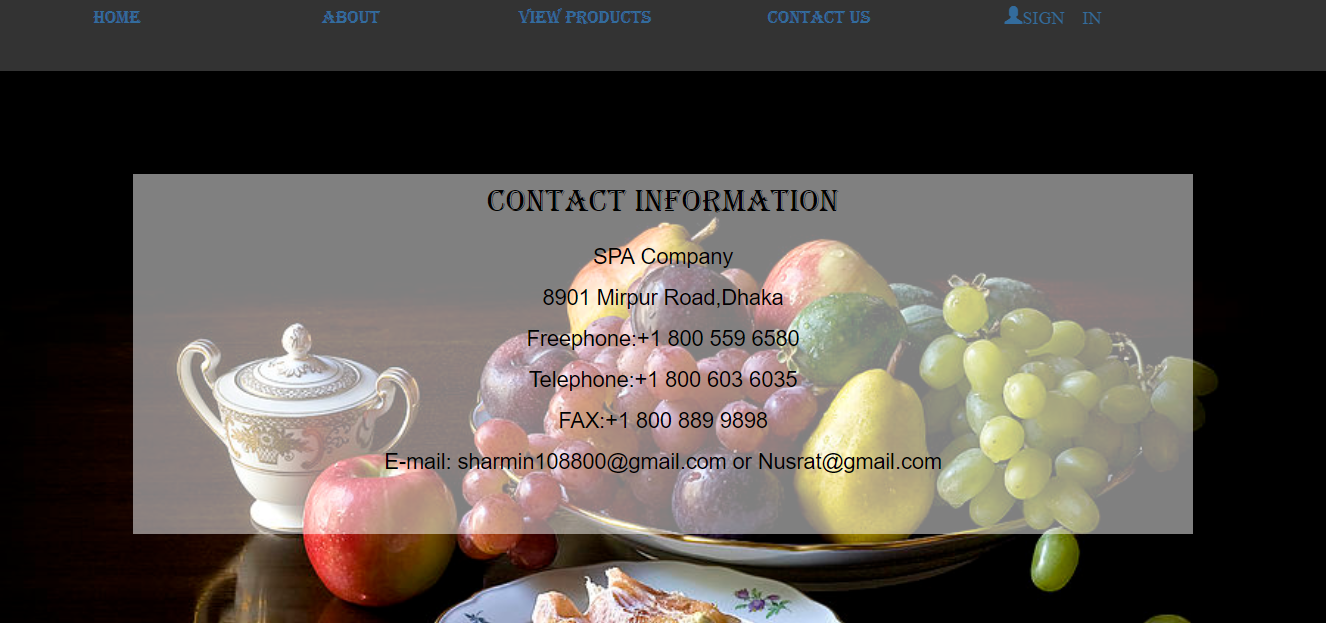 HOME ABOUT VIEW PRODUCTS CONTACT US SIGN IN
CONTACT INFORMATION
SPA Company
8901 Mirpur Road,Dhaka
Freephone:+1 800 559 6580
Telephone:+1 800 603 6035
FAX:+1 800 889 9898
E-mail: sharmin108800@gmail.com or Nusrat@gmail.com